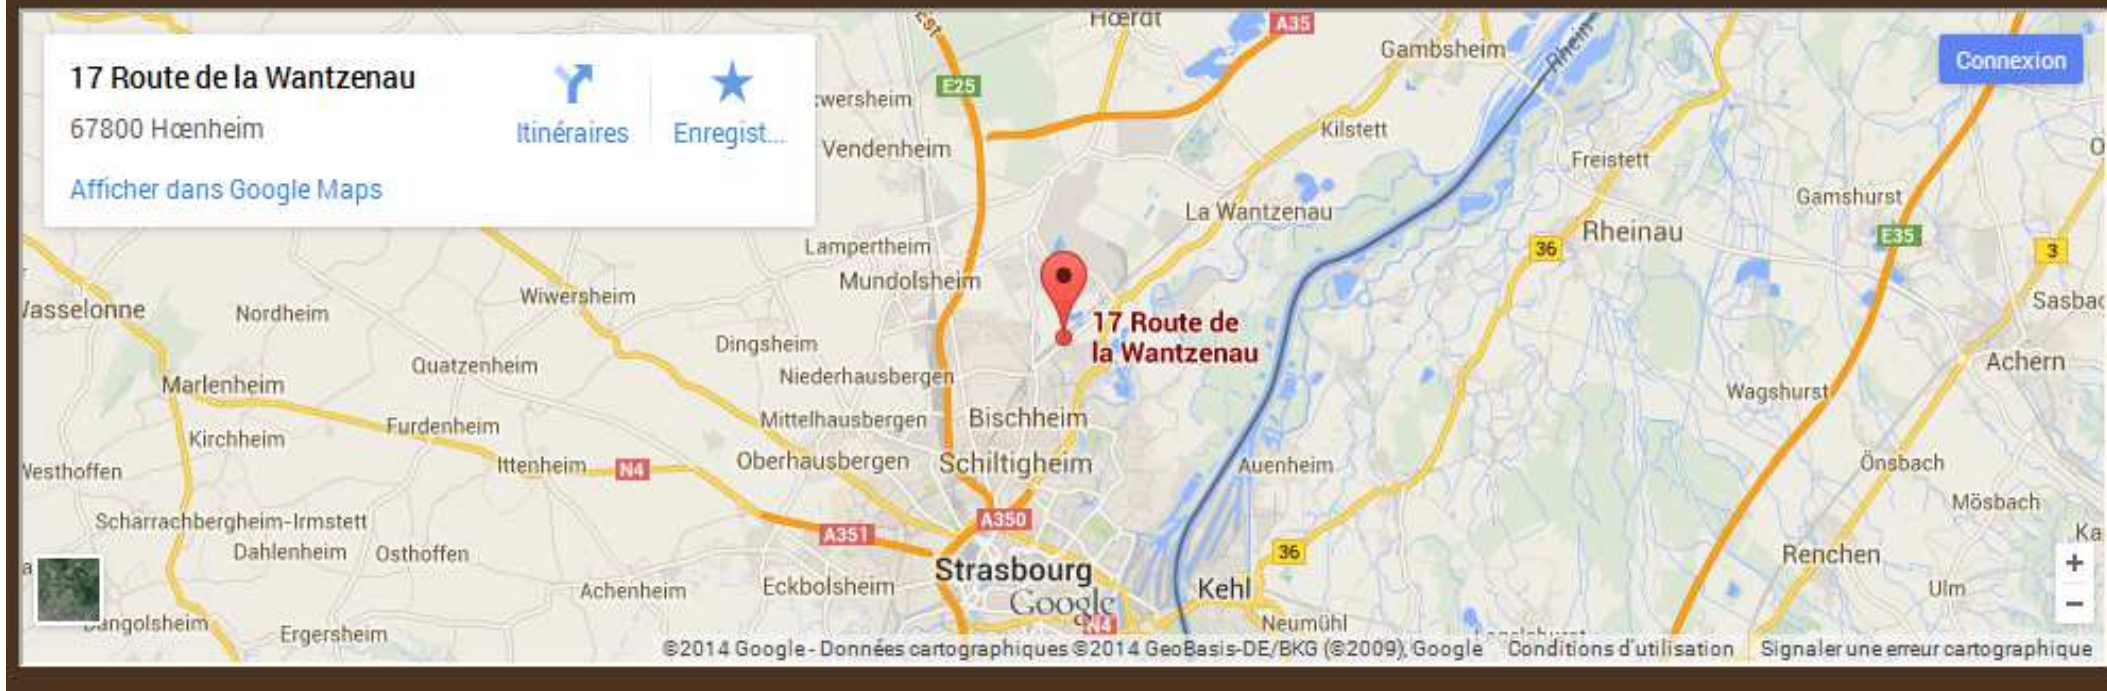 17 Route de la Wantzenau
67800 Hœnheim
Itinéraires
Enregist...
Afficher dans Google Maps
Connexion
Est
Hœrdt
A35
Gambsheim
Rhein
E25
Kilstett
Vendenheim
Freistett
Gamshurst
La Wantzenau
Rheinau
E35
36
3
Lampertheim
Mundolsheim
Wiwersheim
Nordheim
17 Route de
la Wantzenau
Dingsheim
Quatzenheim
Niederhausbergen
Achern
Marlenheim
Wagshurst
Mittelhausbergen
Bischheim
Furdenheim
Kirchheim
Ittenheim
N4
Oberhausbergen
Schiltigheim
Auenheim
Önsbach
Mösbach
Scharrachbergheim-Irmstett
A350
A351
Dahlenheim
Osthoffen
36
Renchen
Strasbourg
Achenheim
Eckbolsheim
Kehl
Ulm
Google
N4
Neumühl
Ergersheim
+
−
©2014 Google - Données cartographiques ©2014 GeoBasis-DE/BKG (©2009), Google
Conditions d'utilisation
Signaler une erreur cartographique